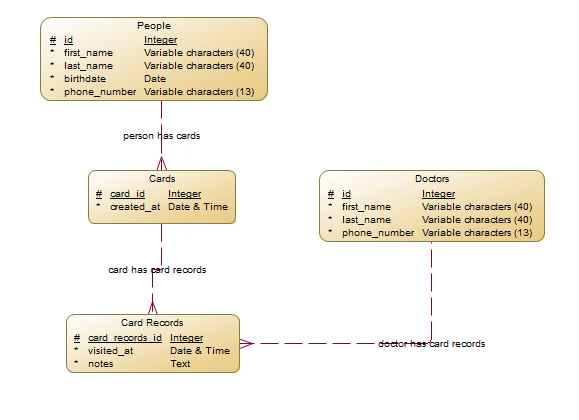 People
# id Integer
* first_name Variable characters (40)
* last_name Variable characters (40)
* birthdate Date
* phone_number Variable characters (13)
person has cards
Cards
# card_id Integer
* created_at Date & Time
Doctors
# id Integer
* first_name Variable characters (40)
* last_name Variable characters (40)
* phone_number Variable characters (13)
card has card records
Card Records
# card_records_id Integer
* visited_at Date & Time
* notes Text
doctor has card records